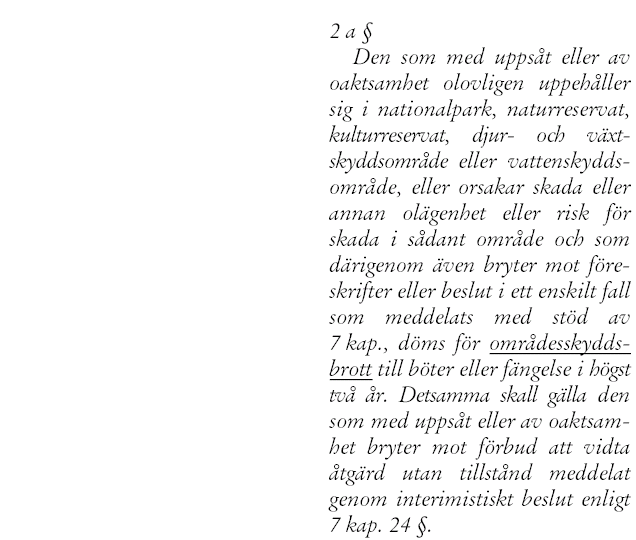 2 a §
Den som med uppsåt eller av
oaktsamhet olovligen uppehåller
sig i nationalpark, naturreservat,
kulturreservat, djur- och växt-
skyddsområde eller vattenskydds-
område, eller orsakar skada eller
annan olägenhet eller risk för
skada i sådant område och som
därigenom även bryter mot före-
skrifter eller beslut i ett enskilt fall
som meddelats med stöd av
7 kap., döms för områdesskydds-
brott till böter eller fängelse i högst
två år. Detsamma skall gälla den
som med uppsåt eller av oaktsam-
het bryter mot förbud att vidta
åtgärd utan tillstånd meddelat
genom interimistiskt beslut enligt
7 kap. 24 §.